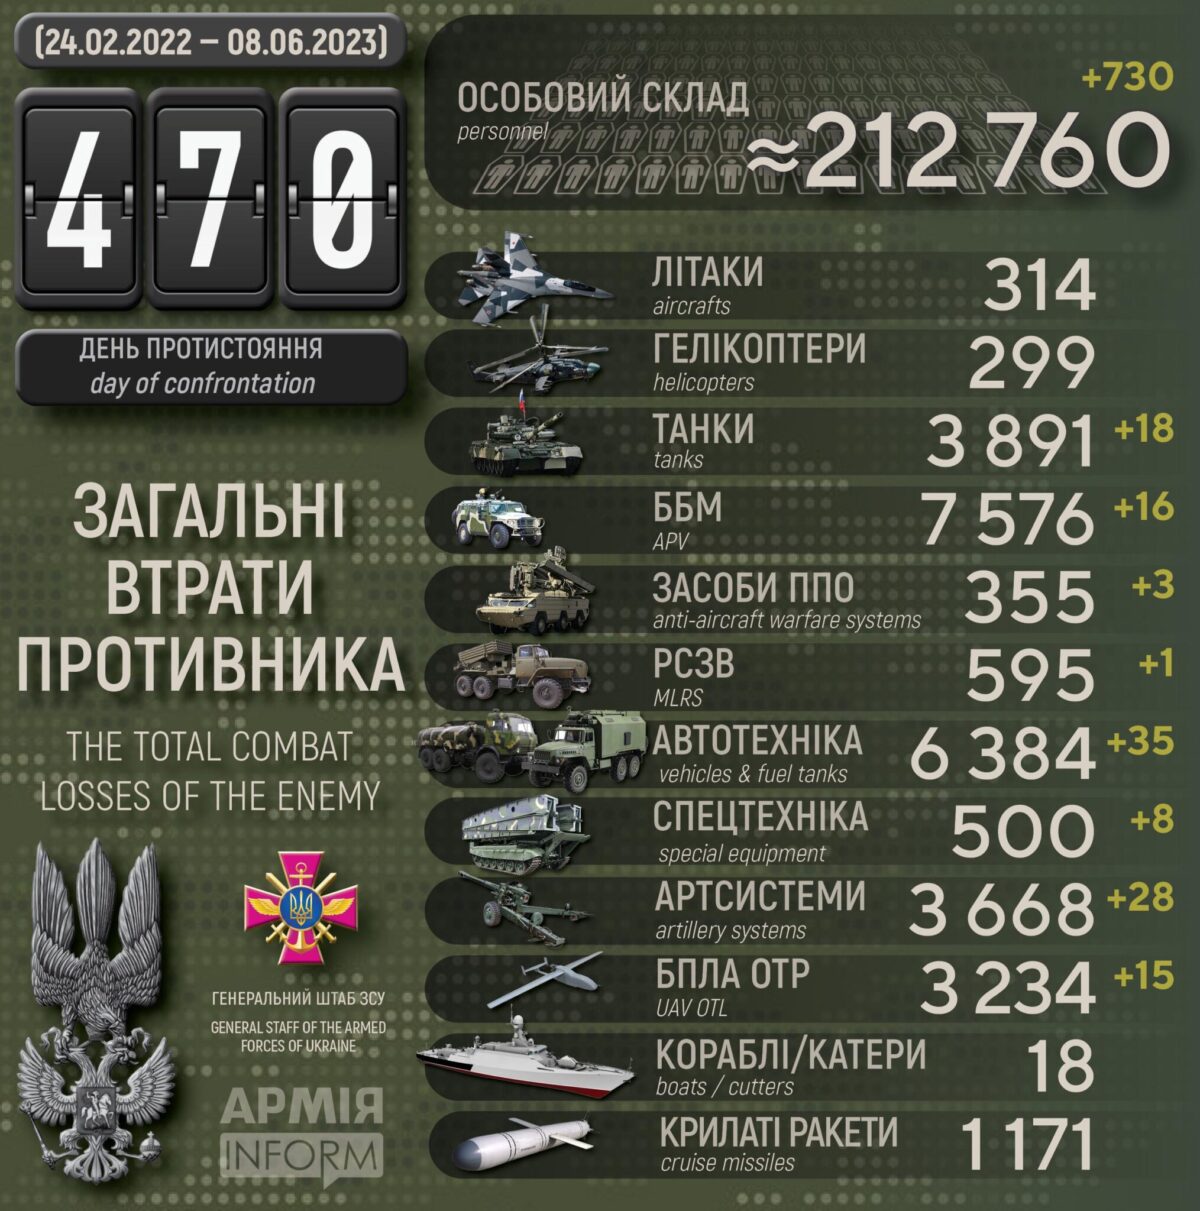 (24.02.2022 – 08.06.2023)
470
ДЕНЬ ПРОТИСТОЯННЯ
day of confrontation
ЗАГАЛЬНІ
ВТРАТИ
ПРОТИВНИКА
THE TOTAL COMBAT
LOSSES OF THE ENEMY
ГЕНЕРАЛЬНИЙ ШТАБ ЗСУ
GENERAL STAFF OF THE ARMED
FORCES OF UKRAINE
АРМІЯ
INFORM
ОСОБОВИЙ СКЛАД
personnel
+730
≈212 760
ЛІТАКИ
aircrafts
314
ГЕЛІКОПТЕРИ
helicopters
299
ТАНКИ
tanks
3 891 +18
ББМ
APV
7 576 +16
ЗАСОБИ ППО
anti-aircraft warfare systems
355 +3
РСЗВ
MLRS
595 +1
АВТОТЕХНІКА
vehicles & fuel tanks
6 384 +35
СПЕЦТЕХНІКА
special equipment
500 +8
АРТСИСТЕМИ
artillery systems
3 668 +28
БПЛА ОТР
UAV OTL
3 234 +15
КОРАБЛІ/КАТЕРИ
boats / cutters
18
КРИЛАТІ РАКЕТИ
cruise missiles
1 171